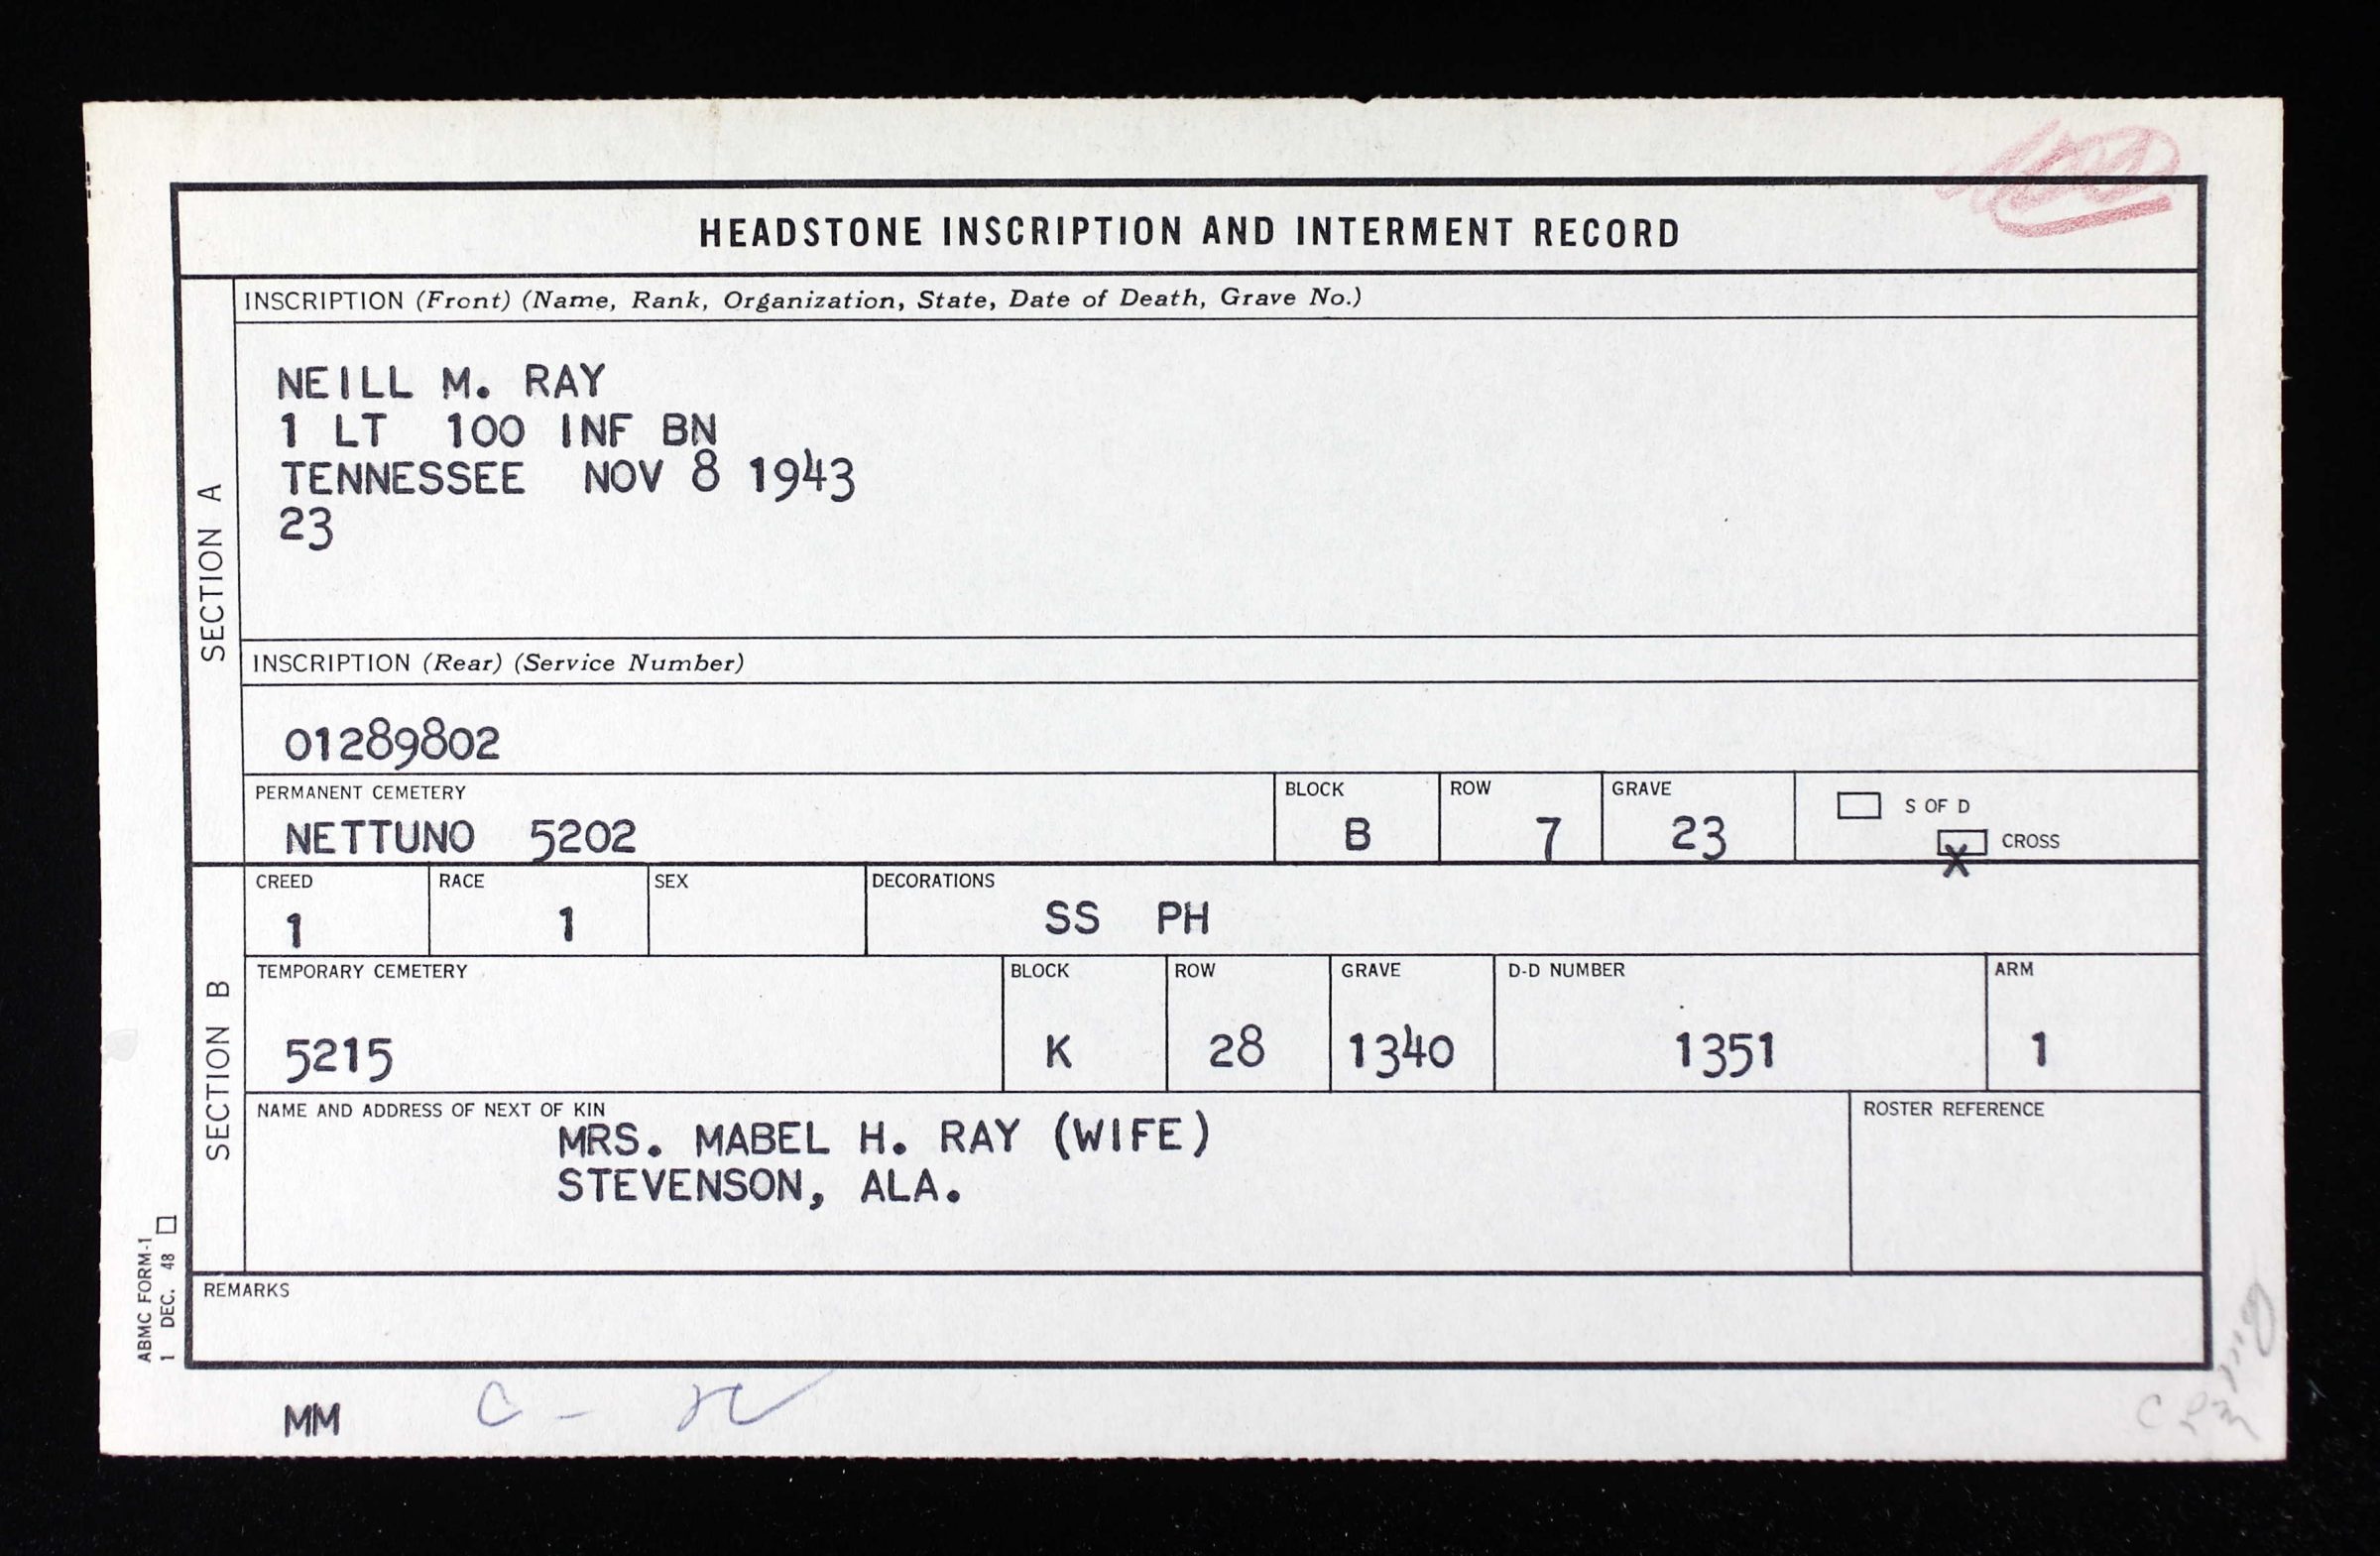 HEADSTONE INSCRIPTION AND INTERMENT RECORD
SECTION A
INSCRIPTION (Front) (Name, Rank, Organization, State, Date of Death, Grave No.)
NEILL M. RAY
1 LT 100 INF BN
TENNESSEE NOV 8 1943
23
INSCRIPTION (Rear) (Service Number)
01289802
PERMANENT CEMETERY
NETTUNO 5202
BLOCK
B
ROW
7
GRAVE
23
S OF D
X CROSS
SECTION B
CREED
1
RACE
1
SEX
DECORATIONS
SS PH
TEMPORARY CEMETERY
5215
BLOCK
K
ROW
28
GRAVE
1340
D-D NUMBER
1351
ARM
1
NAME AND ADDRESS OF NEXT OF KIN
MRS. MABEL H. RAY (WIFE)
STEVENSON, ALA.
ROSTER REFERENCE
REMARKS
ABMC FORM-1
1 DEC. 48
MM